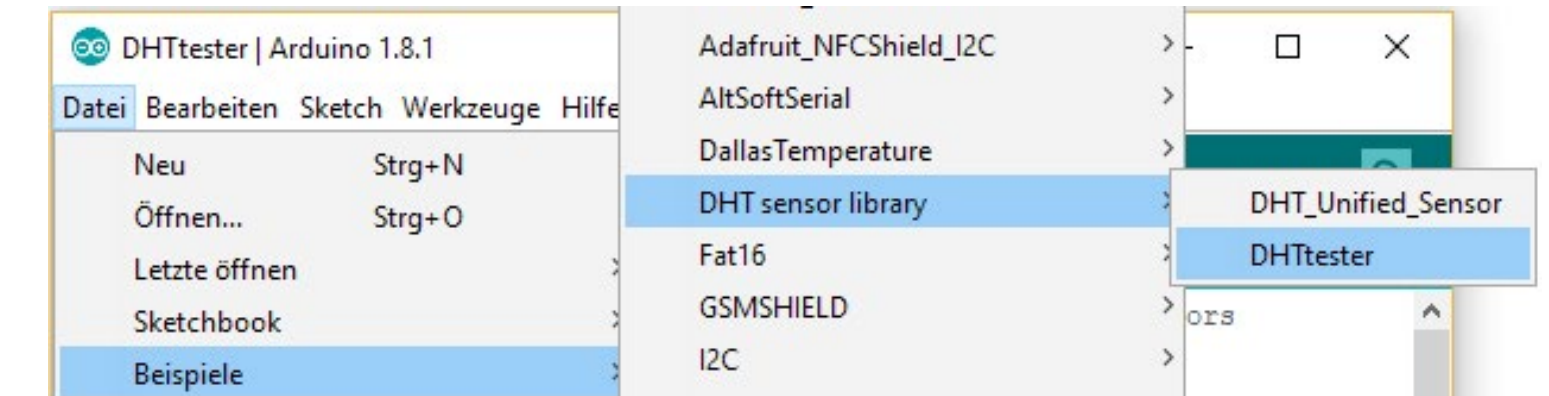 DHTtester | Arduino 1.8.1
Datei Bearbeiten Sketch Werkzeuge Hilfe
Neu Strg+N
Öffnen... Strg+O
Letzte öffnen
Sketchbook
Beispiele
Adafruit_NFCShield_I2C
AltSoftSerial
DallasTemperature
DHT sensor library
Fat16
GSMSHIELD
I2C
DHT_Unified_Sensor
DHTtester
ors